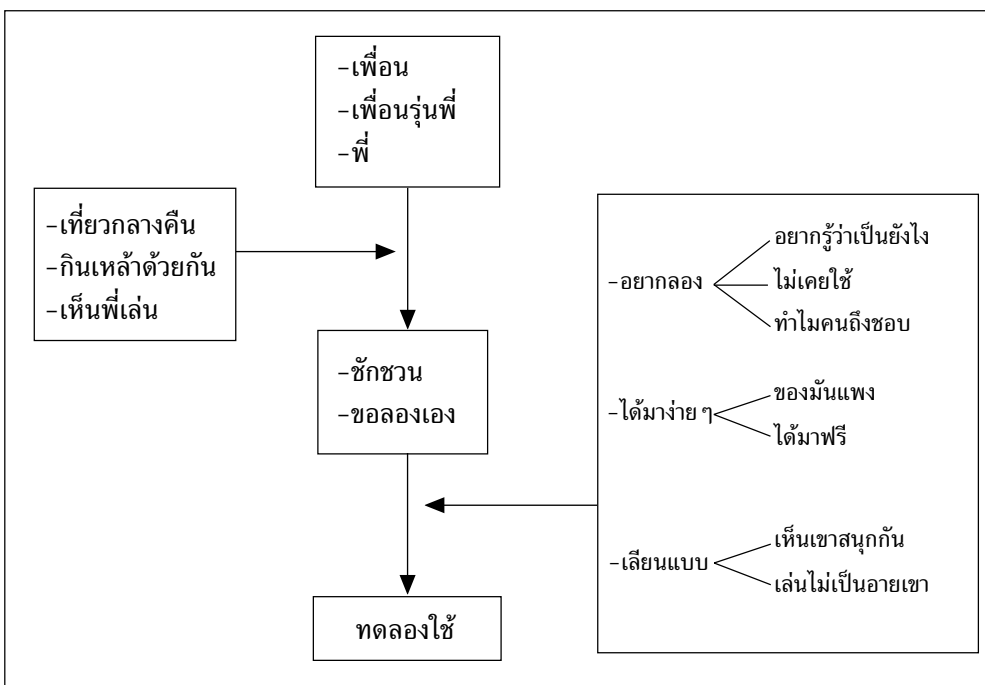 -เพื่อน
-เพื่อนรุ่นพี่
-พี่
-เที่ยวกลางคืน
-กินเหล้าด้วยกัน
-เห็นพี่เล่น
-ชักชวน
-ขอลองเอง
ทดลองใช้
-อยากลอง
อยากรู้ว่าเป็นยังไง
ไม่เคยใช้
ทำไมคนถึงชอบ
-ได้มาง่าย ๆ
ของมันแพง
ได้มาฟรี
-เลียนแบบ
เห็นเขาสนุกกัน
เล่นไม่เป็นอายเขา